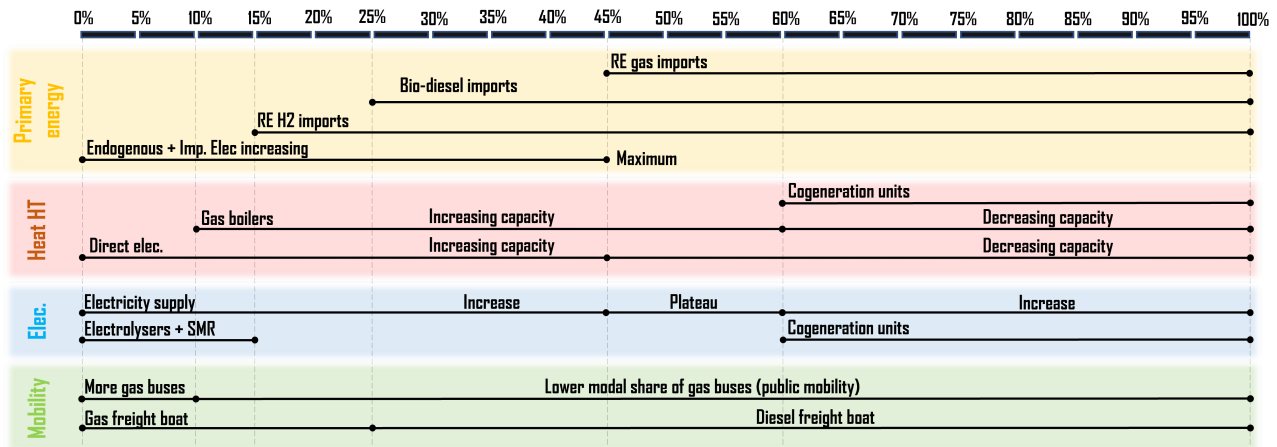 0% 5% 10% 15% 20% 25% 30% 35% 40% 45% 50% 55% 60% 65% 70% 75% 80% 85% 90% 95% 100%
Primary
energy
RE gas imports
Bio-diesel imports
RE H2 imports
Endogenous + Imp. Elec increasing
Maximum
Heat HT
Cogeneration units
Gas boilers Increasing capacity Decreasing capacity
Direct elec. Increasing capacity Decreasing capacity
Elec.
Electricity supply Increase Plateau Increase
Electrolysers + SMR Cogeneration units
Mobility
More gas buses Lower modal share of gas buses (public mobility)
Gas freight boat Diesel freight boat